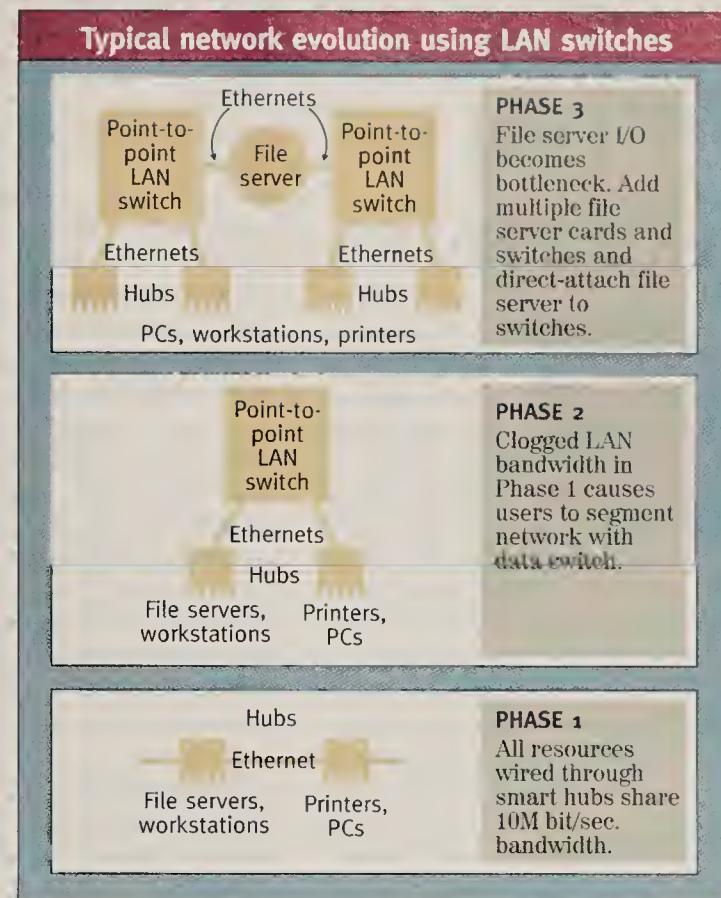 Typical network evolution using LAN switches
Ethernets
Point-to-
point
LAN
switch
File
server
Point-to-
point
LAN
switch
Ethernets
Ethernets
Hubs
Hubs
PCs, workstations, printers
PHASE 3
File server I/O
becomes
bottleneck. Add
multiple file
server cards and
switches and
direct-attach file
server to
switches.
Point-to-
point
LAN
switch
Ethernets
Hubs
File servers,
workstations
Printers,
PCs
PHASE 2
Clogged LAN
bandwidth in
Phase 1 causes
users to segment
network with
data switch.
Hubs
Ethernet
File servers,
workstations
Printers,
PCs
PHASE 1
All resources
wired through
smart hubs share
10M bit/sec.
bandwidth.